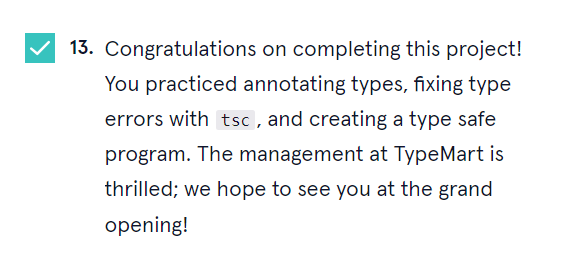 13. Congratulations on completing this project!
You practiced annotating types, fixing type
errors with tsc, and creating a type safe
program. The management at TypeMart is
thrilled; we hope to see you at the grand
opening!